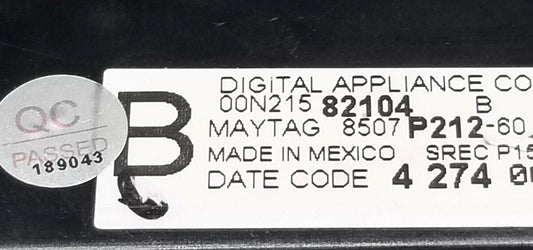 QC
PASSED
189043
B
DIGITAL APPLIANCE CO
00N215 82104 B
MAYTAG 8507 P212-60
MADE IN MEXICO SREC P15
DATE CODE 4 274 0